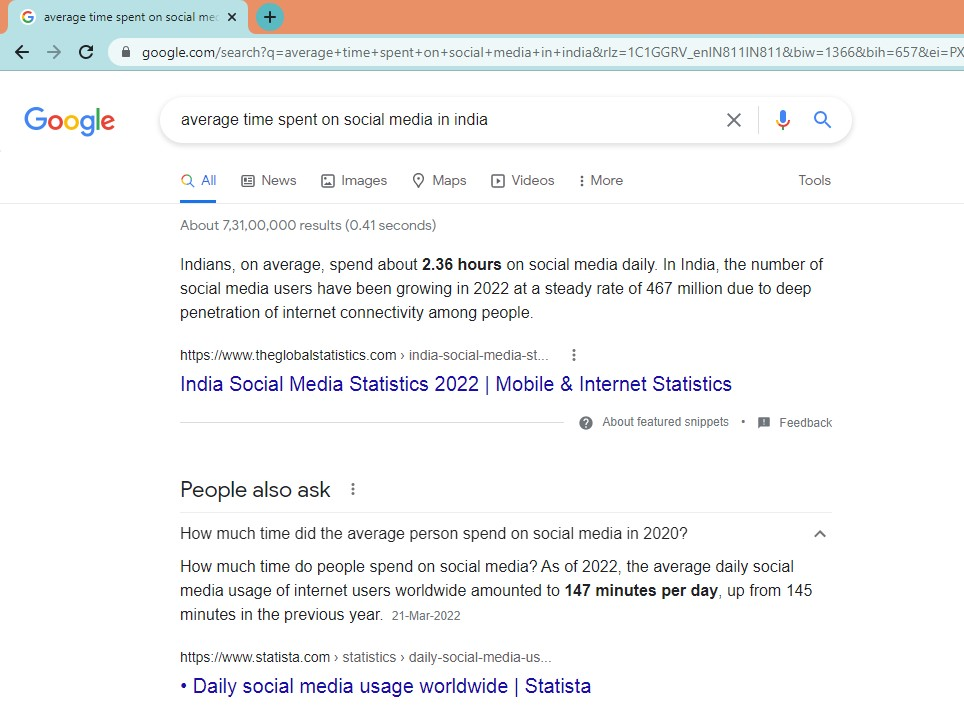 average time spent on social me
google.com/search?q=average+time+spent+on+social+media+in+india&rlz=1C1GGRV_enIN811IN811&biw=1366&bih=657&ei=PX
Google
average time spent on social media in india
All News Images Maps Videos More Tools
About 7,31,00,000 results (0.41 seconds)
Indians, on average, spend about 2.36 hours on social media daily. In India, the number of
social media users have been growing in 2022 at a steady rate of 467 million due to deep
penetration of internet connectivity among people.
https://www.theglobalstatistics.com › india-social-media-st...
India Social Media Statistics 2022 | Mobile & Internet Statistics
About featured snippets • Feedback
People also ask
How much time did the average person spend on social media in 2020?
How much time do people spend on social media? As of 2022, the average daily social
media usage of internet users worldwide amounted to 147 minutes per day, up from 145
minutes in the previous year. 21-Mar-2022
https://www.statista.com › statistics › daily-social-media-us...
• Daily social media usage worldwide | Statista